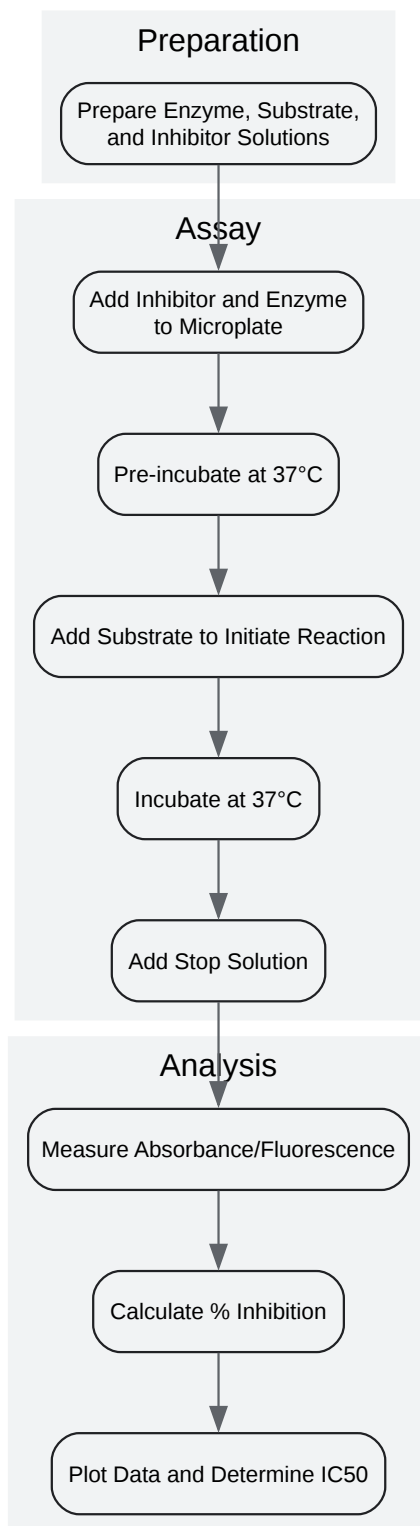 Preparation
Prepare Enzyme, Substrate,
and Inhibitor Solutions
Assay
Add Inhibitor and Enzyme
to Microplate
Pre-incubate at 37°C
Add Substrate to Initiate Reaction
Incubate at 37°C
Add Stop Solution
Analysis
Measure Absorbance/Fluorescence
Calculate % Inhibition
Plot Data and Determine IC50